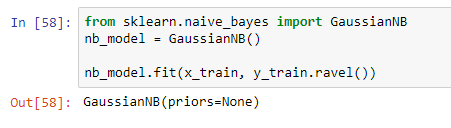 In [58]: from sklearn.naive_bayes import GaussianNB
nb_model = GaussianNB()
nb_model.fit(x_train, y_train.ravel())
Out[58]: GaussianNB(priors=None)